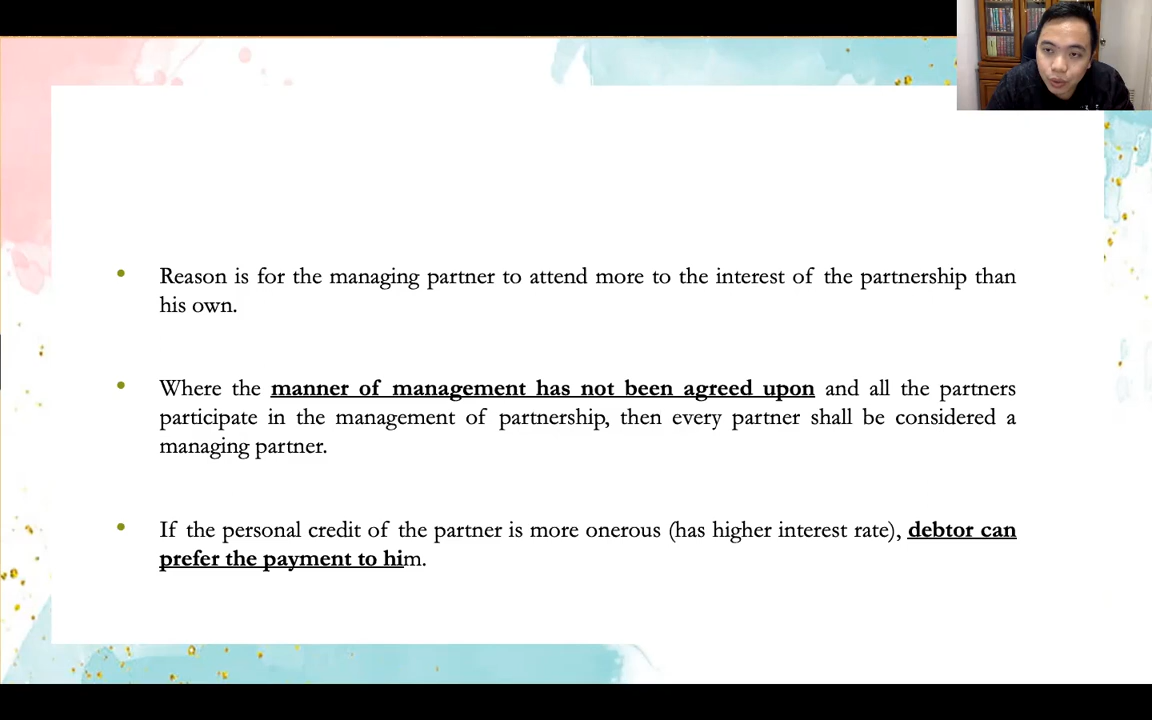 Reason is for the managing partner to attend more to the interest of the partnership than
his own.
Where the manner of management has not been agreed upon and all the partners
participate in the management of partnership, then every partner shall be considered a
managing partner.
If the personal credit of the partner is more onerous (has higher interest rate), debtor can
prefer the payment to him.